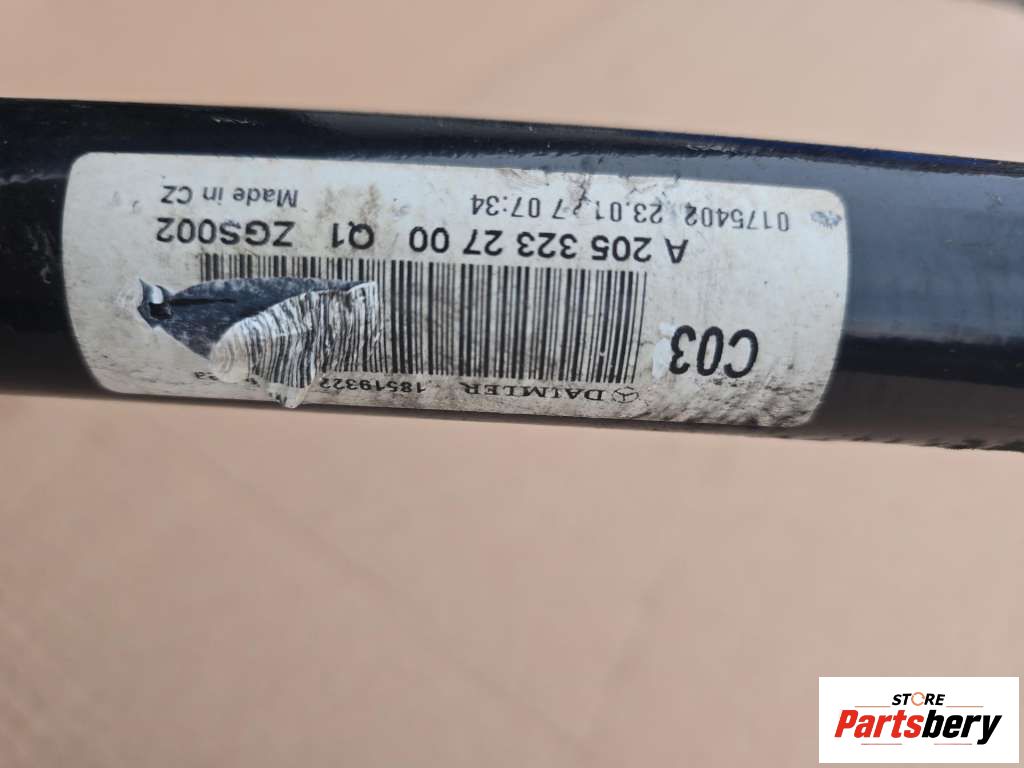 C03
DAIMLER 18519322
A 205 323 27 00 Q1 ZGS002
0175402 23.01 7 07:34 Made in CZ
STORE
Partsbery